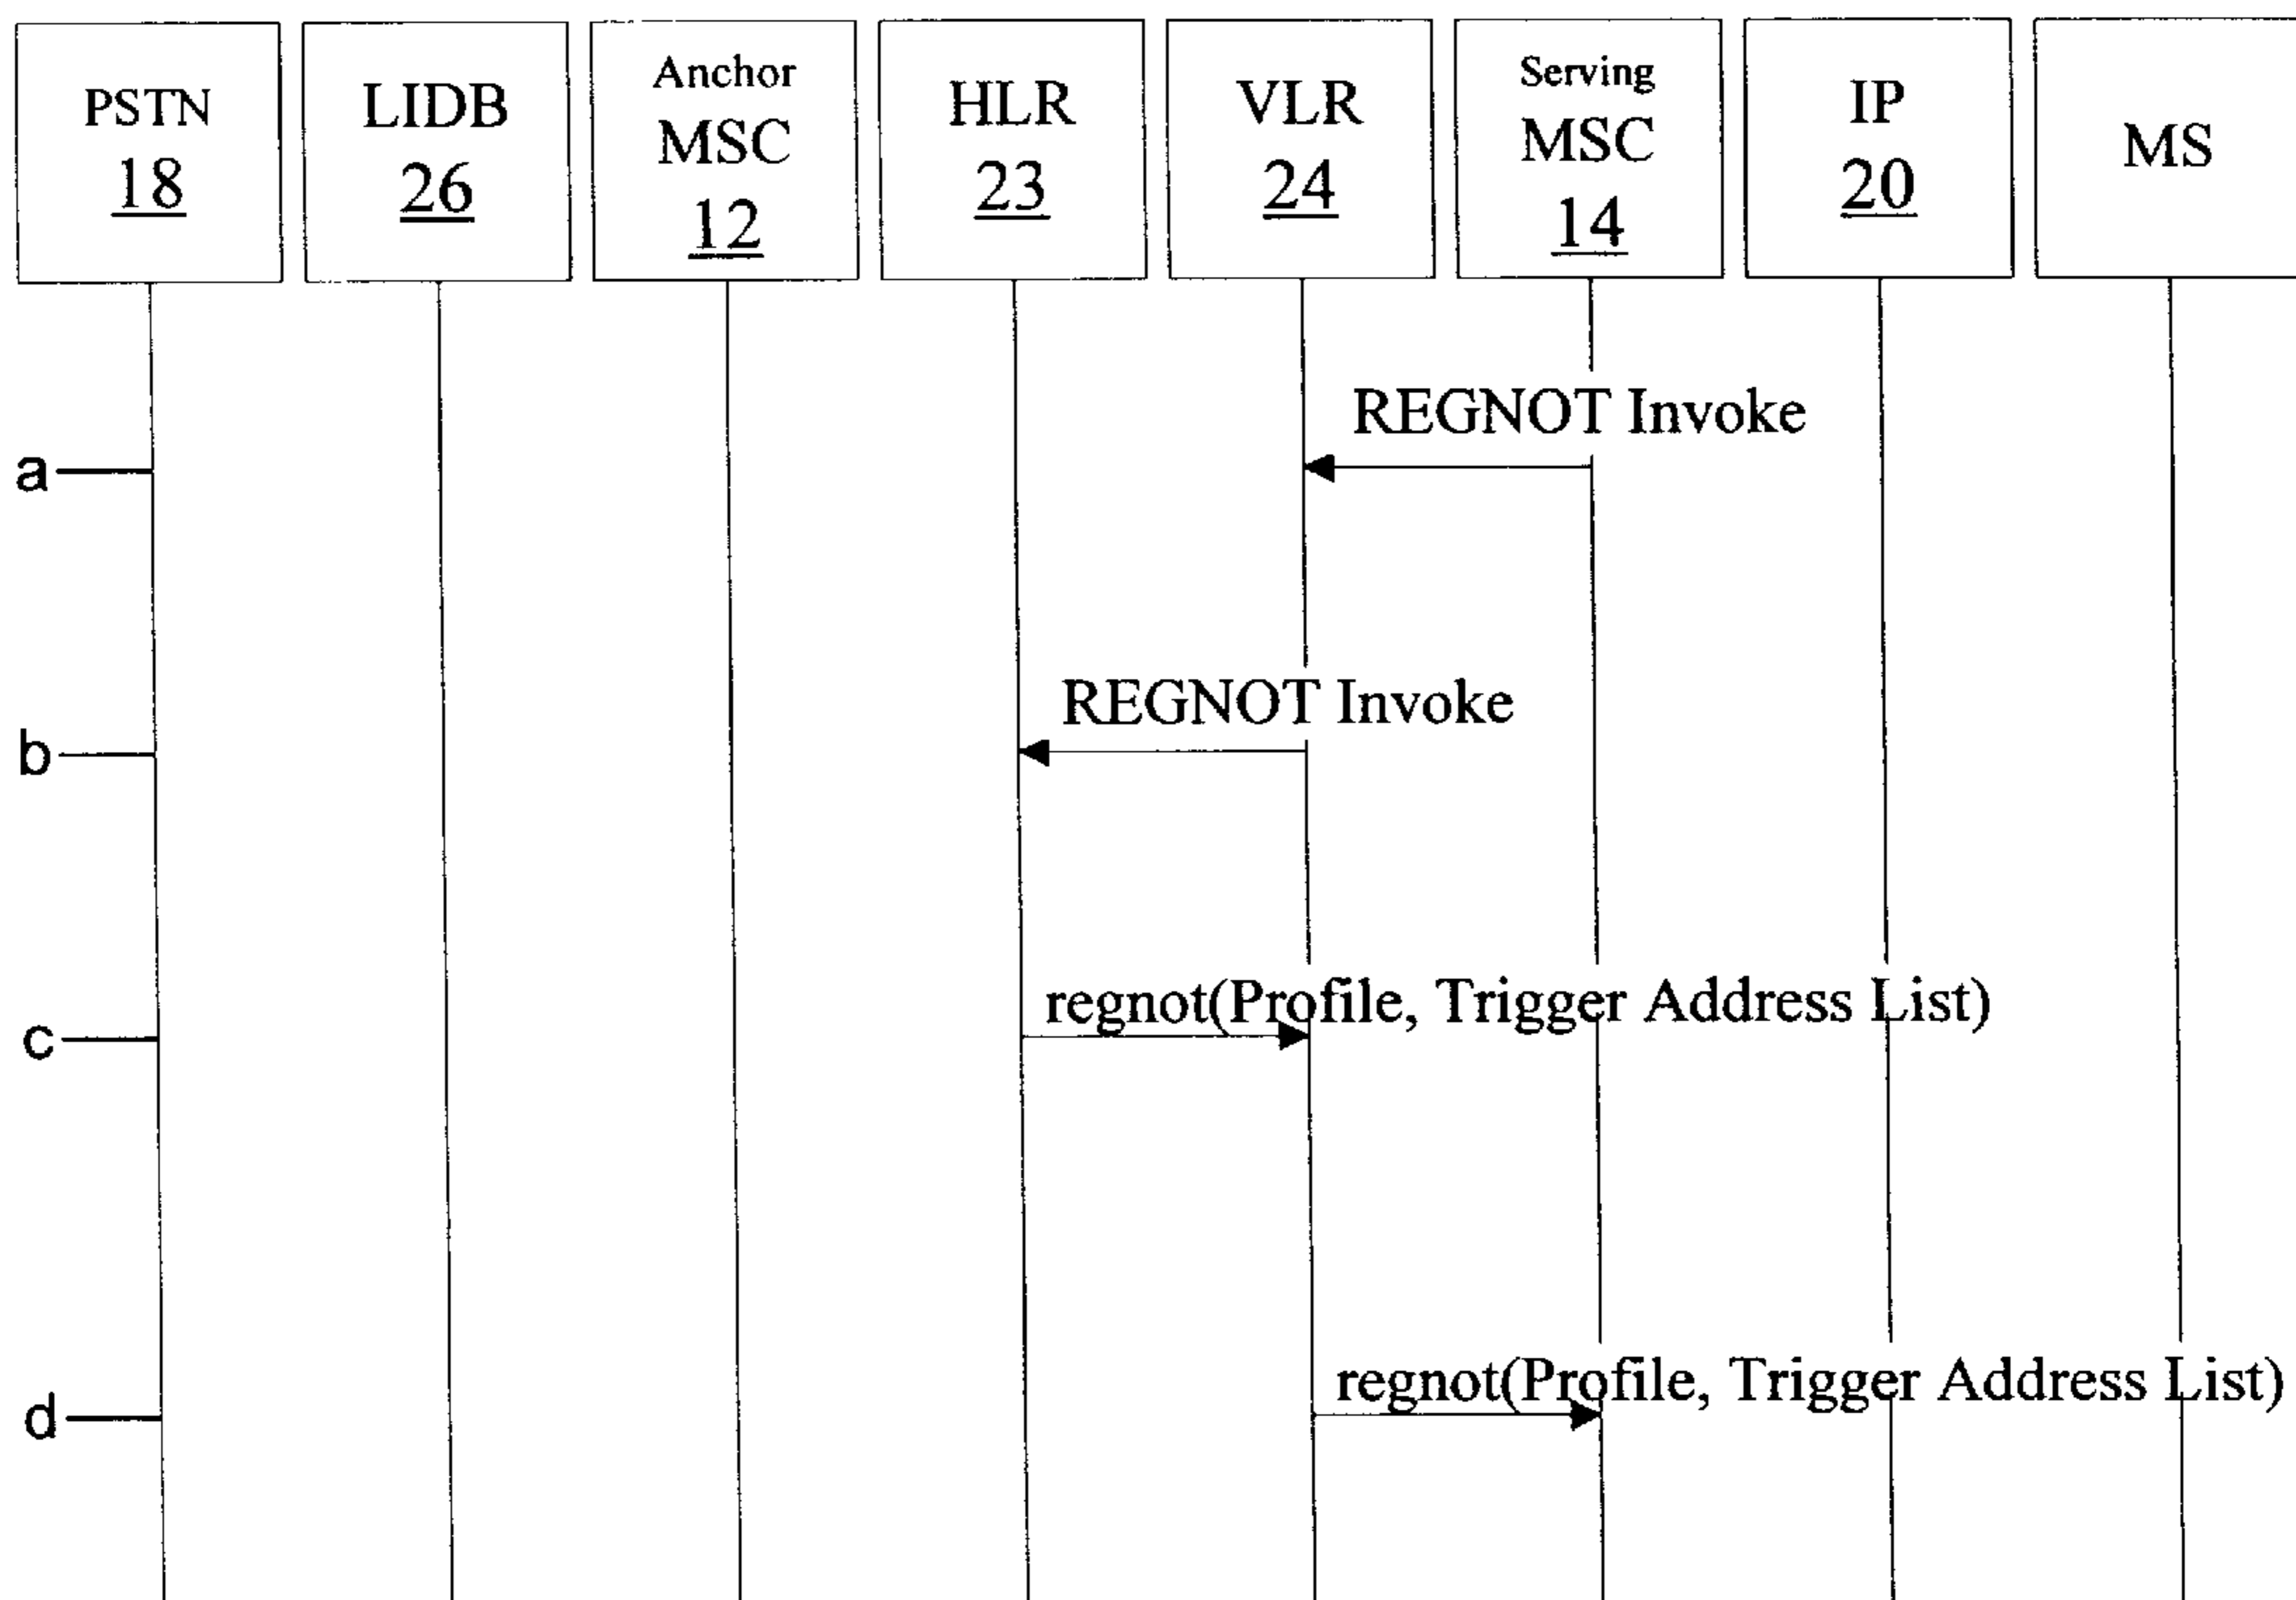 PSTN
18
LIDB
26
Anchor
MSC
12
HLR
23
VLR
24
Serving
MSC
14
IP
20
MS
REGNOT Invoke
a
REGNOT Invoke
b
regnot(Profile, Trigger Address List)
c
regnot(Profile, Trigger Address List)
d